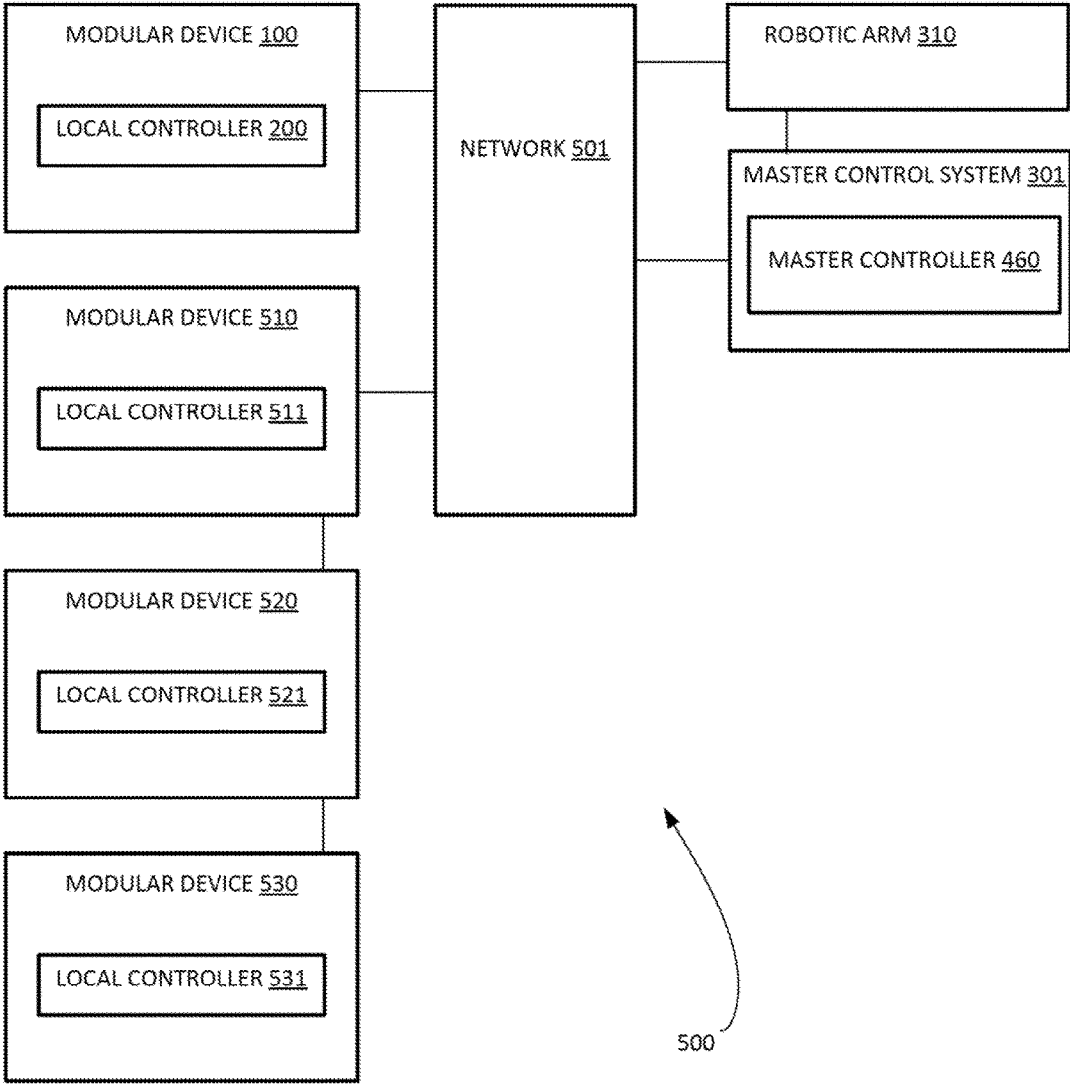 MODULAR DEVICE 100
LOCAL CONTROLLER 200
MODULAR DEVICE 510
LOCAL CONTROLLER 511
MODULAR DEVICE 520
LOCAL CONTROLLER 521
MODULAR DEVICE 530
LOCAL CONTROLLER 531
NETWORK 501
ROBOTIC ARM 310
MASTER CONTROL SYSTEM 301
MASTER CONTROLLER 460
500